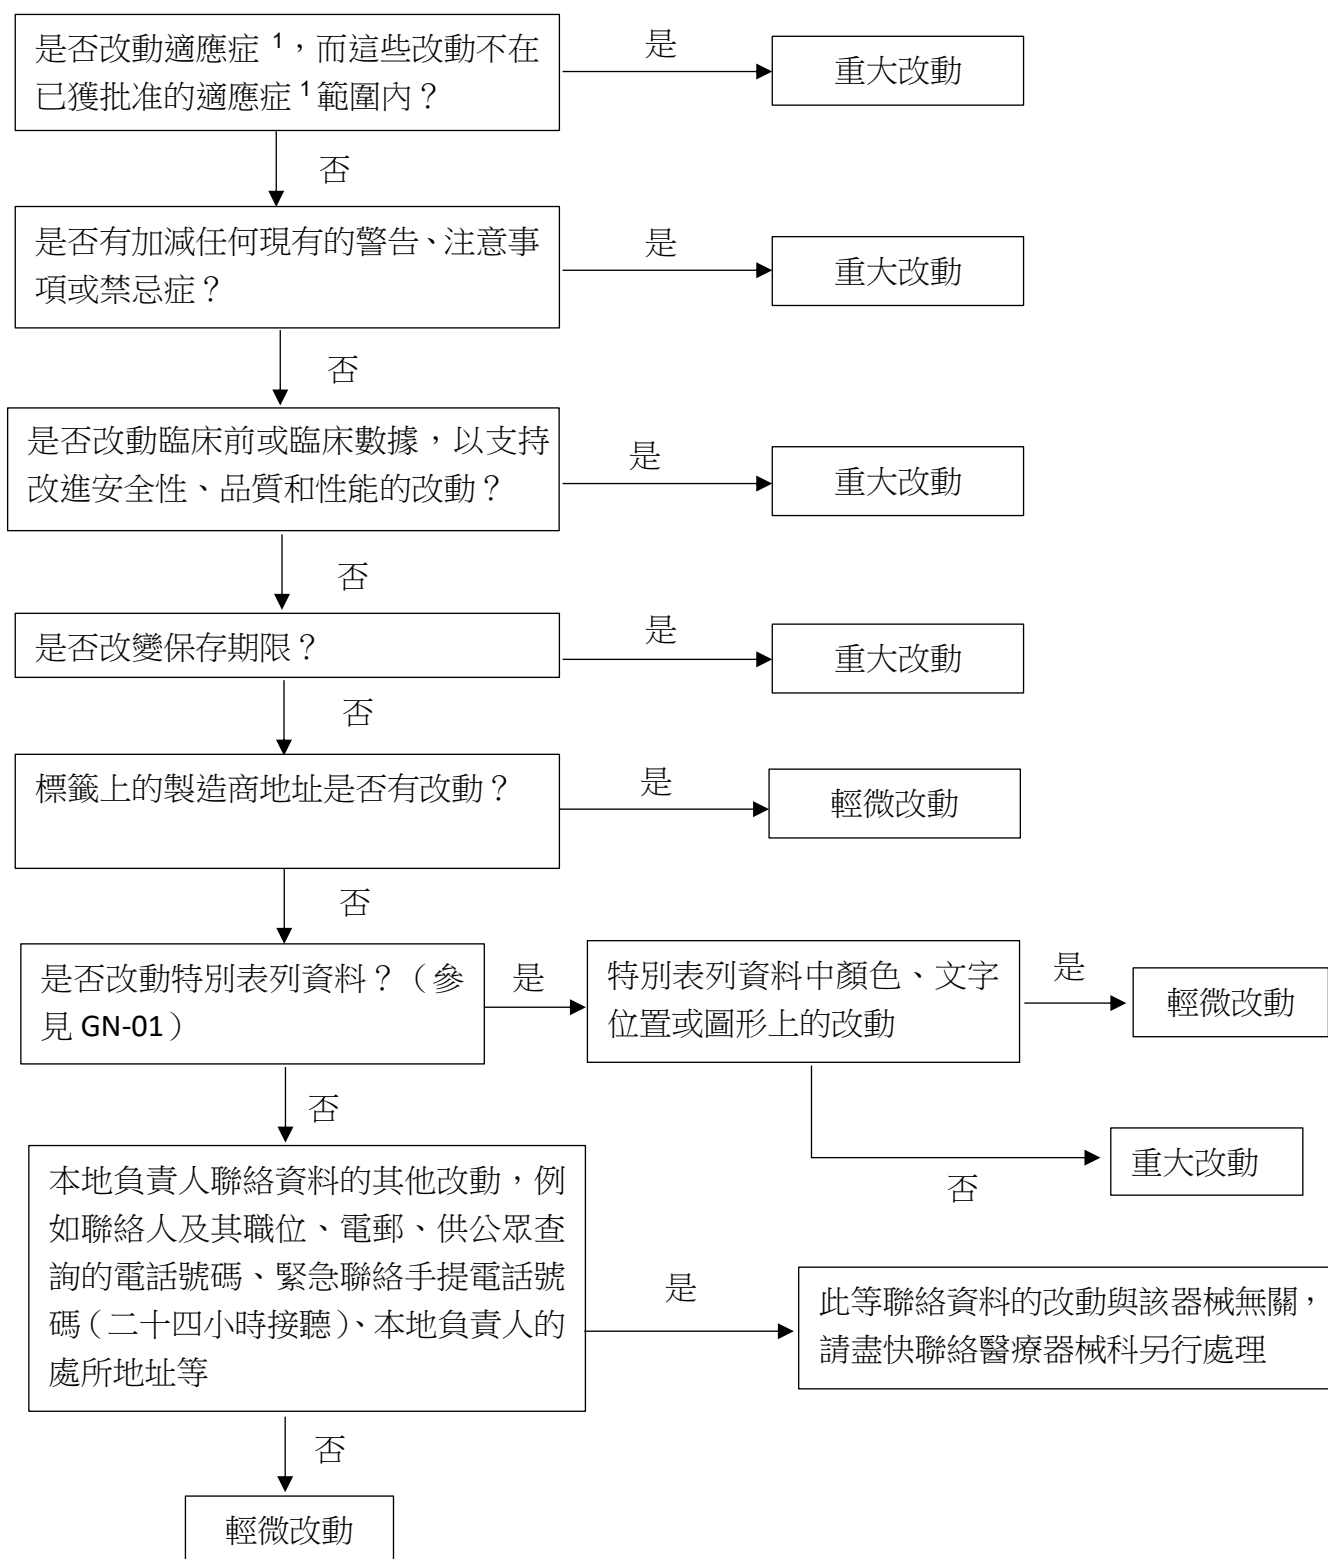 是否改動適應症 1，而這些改動不在
已獲批准的適應症 1 範圍內？
是
重大改動
否
是否有加減任何現有的警告、注意事
項或禁忌症？
是
重大改動
否
是否改動臨床前或臨床數據，以支持
改進安全性、品質和性能的改動？
是
重大改動
否
是否改變保存期限？
是
重大改動
否
標籤上的製造商地址是否有改動？
是
輕微改動
否
是否改動特別表列資料？（參
見 GN-01）
是
特別表列資料中顏色、文字
位置或圖形上的改動
是
輕微改動
否
重大改動
否
本地負責人聯絡資料的其他改動，例
如聯絡人及其職位、電郵、供公眾查
詢的電話號碼、緊急聯絡手提電話號
碼（二十四小時接聽）、本地負責人的
處所地址等
是
此等聯絡資料的改動與該器械無關，
請盡快聯絡醫療器械科另行處理
否
輕微改動